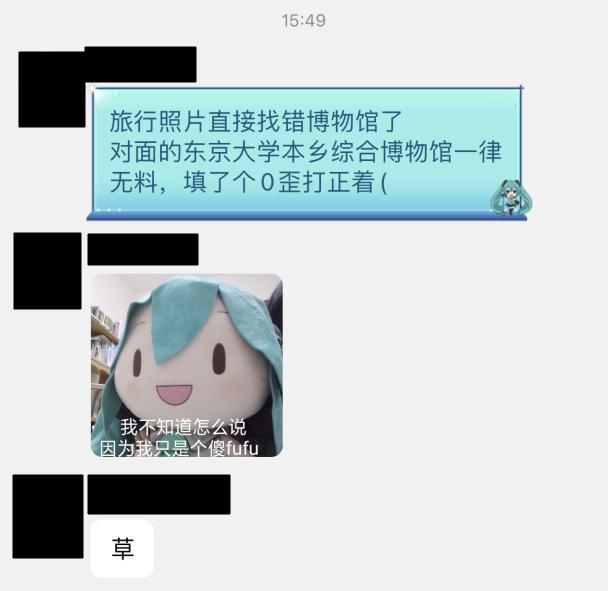 15:49
旅行照片直接找错博物馆了
对面的东京大学本乡综合博物馆一律
无料，填了个0歪打正着(
我不知道怎么说
因为我只是个傻fufu
草